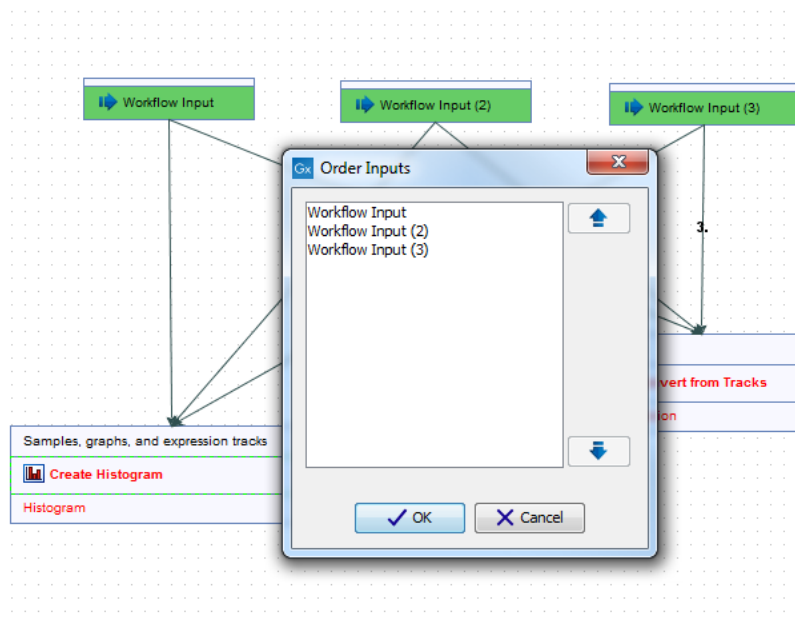 Workflow Input
Workflow Input (2)
Workflow Input (3)
Gx Order Inputs
Workflow Input
Workflow Input (2)
Workflow Input (3)
3.
vert from Tracks
ion
Samples, graphs, and expression tracks
Create Histogram
Histogram
OK
Cancel